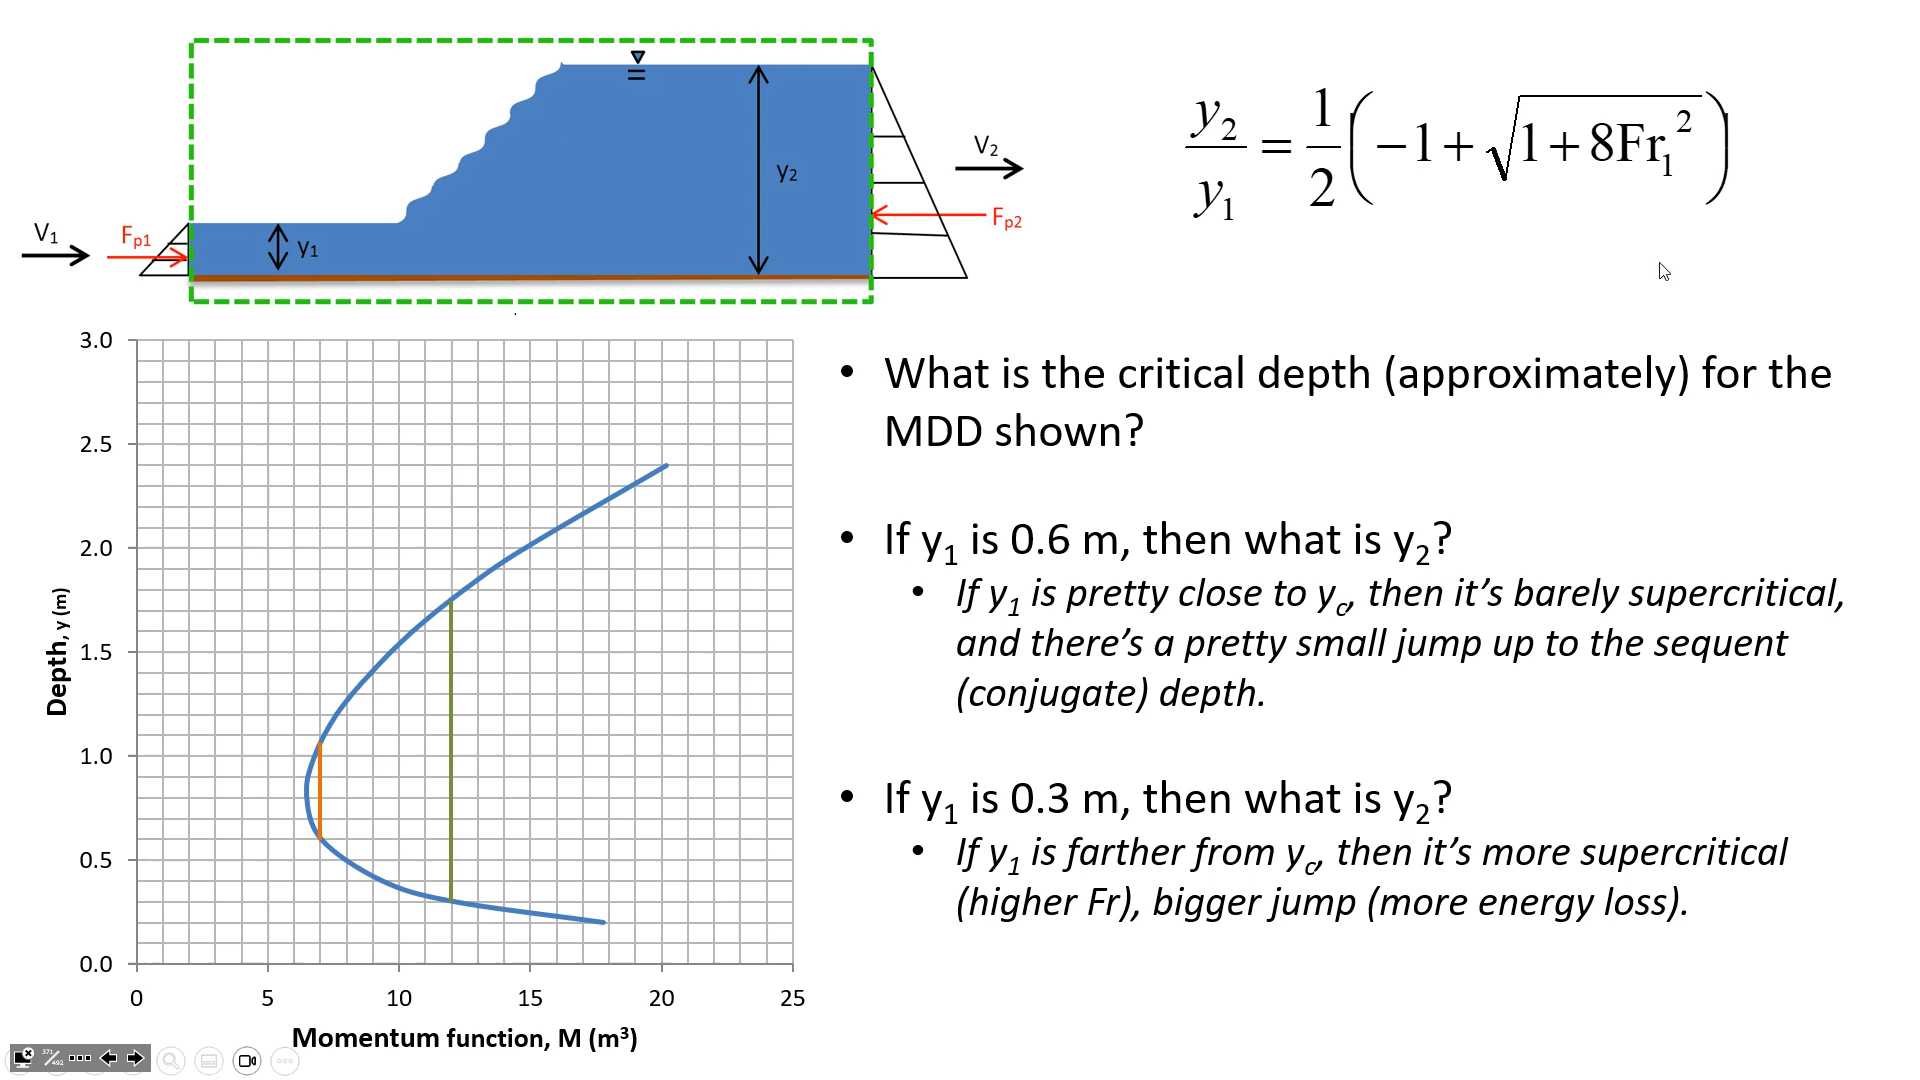 V₁
Fₚ₁
y₁
y₂
V₂
Fₚ₂
y₂/y₁ = 1/2(−1+√(1+8Fr₁²))
3.0
2.5
2.0
1.5
1.0
0.5
0.0
Depth, y (m)
0 5 10 15 20 25
Momentum function, M (m³)
• What is the critical depth (approximately) for the
MDD shown?
• If y₁ is 0.6 m, then what is y₂?
• If y₁ is pretty close to y꜀, then it’s barely supercritical,
and there’s a pretty small jump up to the sequent
(conjugate) depth.
• If y₁ is 0.3 m, then what is y₂?
• If y₁ is farther from y꜀, then it’s more supercritical
(higher Fr), bigger jump (more energy loss).
371/492